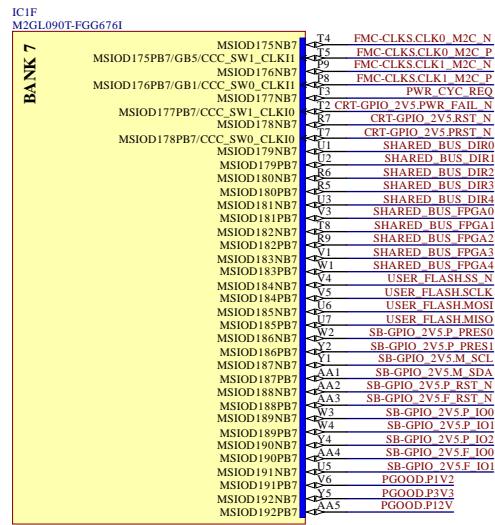 IC1F
M2GL090T-FGG676I
BANK 7
MSIOD175NB7 T4 FMC-CLKS.CLK0_M2C_N
MSIOD175PB7/GB5/CCC_SW1_CLKI1 T5 FMC-CLKS.CLK0_M2C_P
MSIOD176NB7 P9 FMC-CLKS.CLK1_M2C_N
MSIOD176PB7/GB1/CCC_SW0_CLKI1 P8 FMC-CLKS.CLK1_M2C_P
MSIOD177NB7 T3 PWR_CYC_REQ
MSIOD177PB7/CCC_SW1_CLKI0 T2 CRT-GPIO_2V5.PWR_FAIL_N
MSIOD178NB7 R7 CRT-GPIO_2V5.RST_N
MSIOD178PB7/CCC_SW0_CLKI0 T7 CRT-GPIO_2V5.PRST_N
MSIOD179NB7 U1 SHARED_BUS_DIR0
MSIOD179PB7 U2 SHARED_BUS_DIR1
MSIOD180NB7 R6 SHARED_BUS_DIR2
MSIOD180PB7 R5 SHARED_BUS_DIR3
MSIOD181NB7 U3 SHARED_BUS_DIR4
MSIOD181PB7 V3 SHARED_BUS_FPGA0
MSIOD182NB7 T8 SHARED_BUS_FPGA1
MSIOD182PB7 R9 SHARED_BUS_FPGA2
MSIOD183NB7 V1 SHARED_BUS_FPGA3
MSIOD183PB7 W1 SHARED_BUS_FPGA4
MSIOD184NB7 V4 USER_FLASH.SS_N
MSIOD184PB7 V5 USER_FLASH.SCLK
MSIOD185NB7 U6 USER_FLASH.MOSI
MSIOD185PB7 U7 USER_FLASH.MISO
MSIOD186NB7 W2 SB-GPIO_2V5.P_PRES0
MSIOD186PB7 Y2 SB-GPIO_2V5.P_PRES1
MSIOD187NB7 Y1 SB-GPIO_2V5.M_SCL
MSIOD187PB7 AA1 SB-GPIO_2V5.M_SDA
MSIOD188NB7 AA2 SB-GPIO_2V5.P_RST_N
MSIOD188PB7 AA3 SB-GPIO_2V5.F_RST_N
MSIOD189NB7 W3 SB-GPIO_2V5.P_IO0
MSIOD189PB7 W4 SB-GPIO_2V5.P_IO1
MSIOD190NB7 Y4 SB-GPIO_2V5.P_IO2
MSIOD190PB7 AA4 SB-GPIO_2V5.F_IO0
MSIOD191NB7 U5 SB-GPIO_2V5.F_IO1
MSIOD191PB7 V6 PGOOD.P1V2
MSIOD192NB7 Y5 PGOOD.P3V3
MSIOD192PB7 AA5 PGOOD.P12V